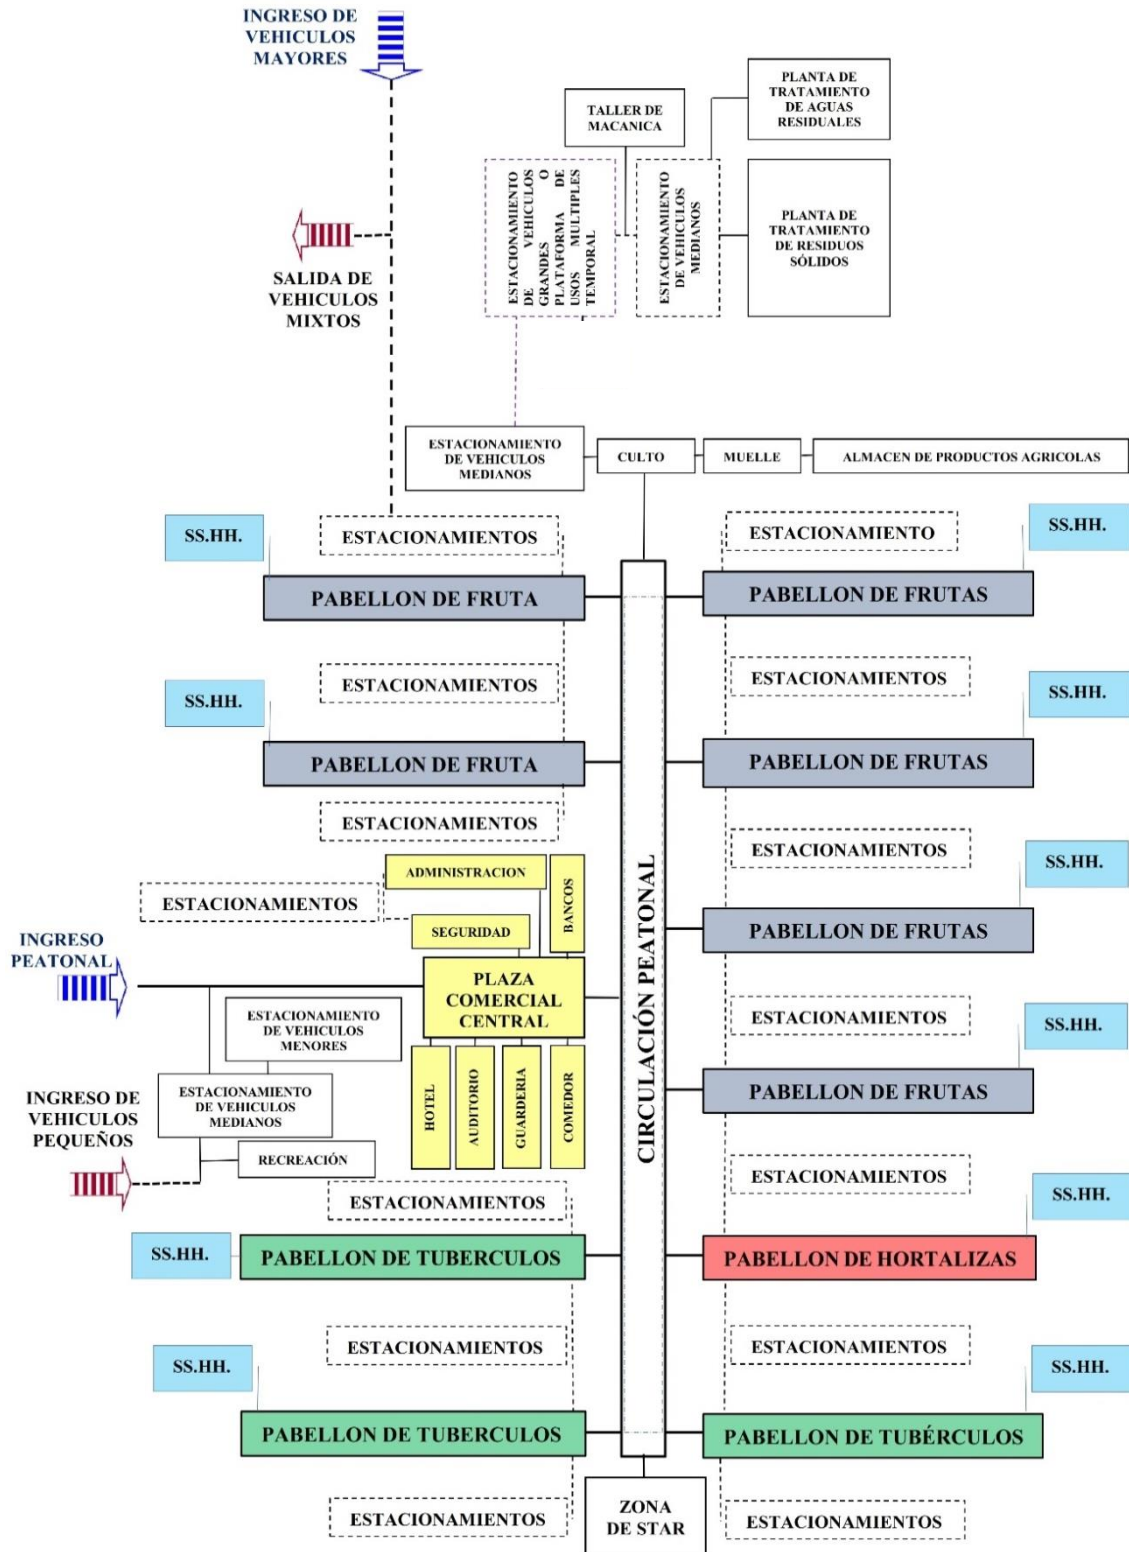 INGRESO DE
VEHICULOS
MAYORES
PLANTA DE
TRATAMIENTO
DE AGUAS
RESIDUALES
TALLER DE
MACANICA
ESTACIONAMIENTO
DE VEHICULOS
GRANDES O
PLATAFORMA DE
USOS MULTIPLES
TEMPORAL
ESTACIONAMIENTO
DE VEHICULOS
MEDIANOS
PLANTA DE
TRATAMIENTO
DE RESIDUOS
SÓLIDOS
SALIDA DE
VEHICULOS
MIXTOS
ESTACIONAMIENTO
DE VEHICULOS
MEDIANOS
CULTO
MUELLE
ALMACEN DE PRODUCTOS AGRICOLAS
SS.HH.
ESTACIONAMIENTOS
ESTACIONAMIENTO
SS.HH.
PABELLON DE FRUTA
PABELLON DE FRUTAS
SS.HH.
ESTACIONAMIENTOS
ESTACIONAMIENTOS
SS.HH.
PABELLON DE FRUTA
PABELLON DE FRUTAS
ESTACIONAMIENTOS
ESTACIONAMIENTOS
SS.HH.
CIRCULACIÓN PEATONAL
ADMINISTRACION
BANCOS
ESTACIONAMIENTOS
SEGURIDAD
PABELLON DE FRUTAS
INGRESO
PEATONAL
PLAZA
COMERCIAL
CENTRAL
ESTACIONAMIENTOS
SS.HH.
ESTACIONAMIENTO
DE VEHICULOS
MENORES
ESTACIONAMIENTO
DE VEHICULOS
MEDIANOS
HOTEL
AUDITORIO
GUARDERIA
COMEDOR
PABELLON DE FRUTAS
INGRESO DE
VEHICULOS
PEQUEÑOS
RECREACIÓN
ESTACIONAMIENTOS
ESTACIONAMIENTOS
SS.HH.
SS.HH.
PABELLON DE TUBERCULOS
PABELLON DE HORTALIZAS
SS.HH.
ESTACIONAMIENTOS
ESTACIONAMIENTOS
SS.HH.
PABELLON DE TUBERCULOS
PABELLON DE TUBÉRCULOS
ESTACIONAMIENTOS
ZONA
DE STAR
ESTACIONAMIENTOS